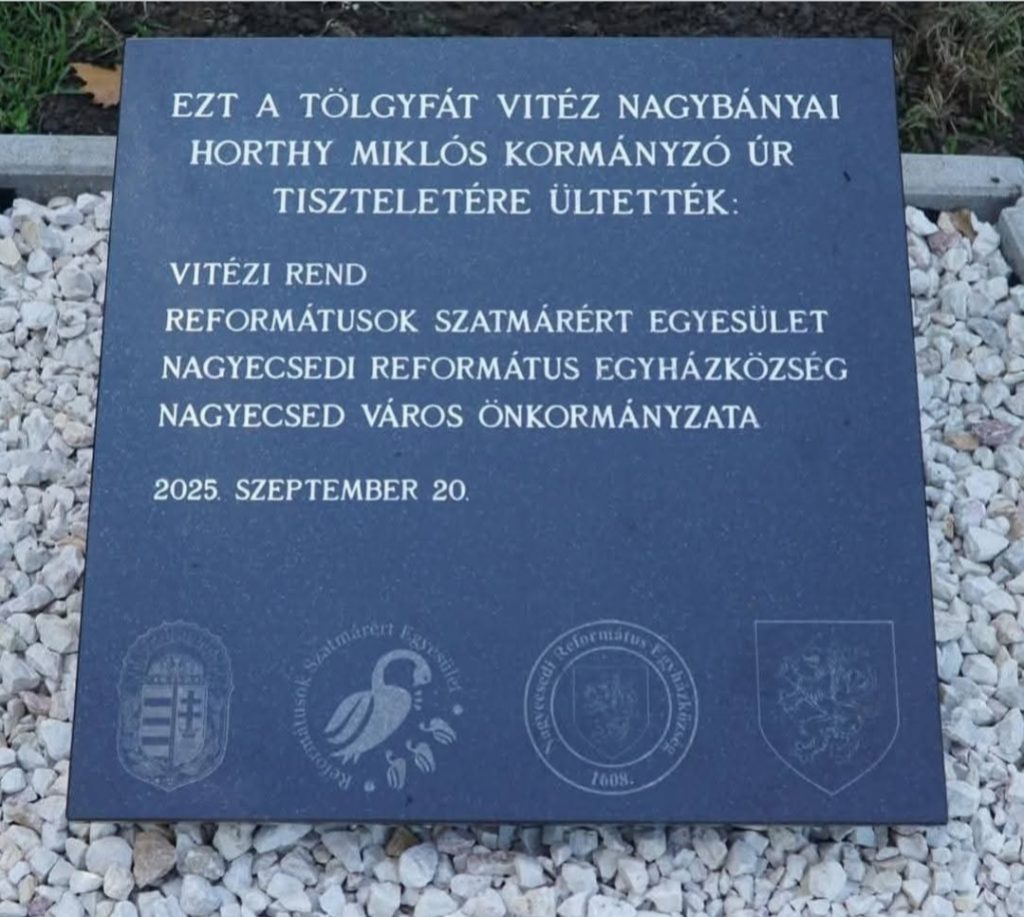 EZT A TÖLGYFÁT VITÉZ NAGYBÁNYAI
HORTHY MIKLÓS KORMÁNYZÓ ÚR
TISZTELETÉRE ÜLTETTÉK:
VITÉZI REND
REFORMÁTUSOK SZATMÁRÉRT EGYESÜLET
NAGYECSEDI REFORMÁTUS EGYHÁZKÖZSÉG
NAGYECSED VÁROS ÖNKORMÁNYZATA
2025. SZEPTEMBER 20.
Reformátusok Szatmárért Egyesület
Nagyecsedi Református Egyházközség
1608.